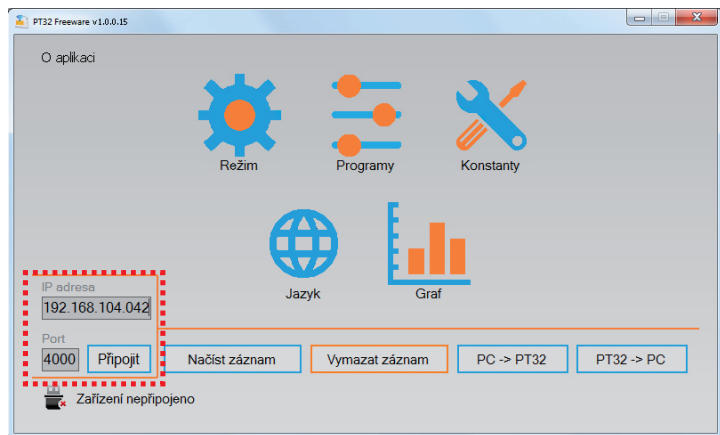 PT32 Freeware v1.0.0.15
O aplikaci
Režim
Programy
Konstanty
Jazyk
Graf
IP adresa
192.168.104.042
Port
4000
Připojit
Načíst záznam
Vymazat záznam
PC -> PT32
PT32 -> PC
Zařízení nepřipojeno